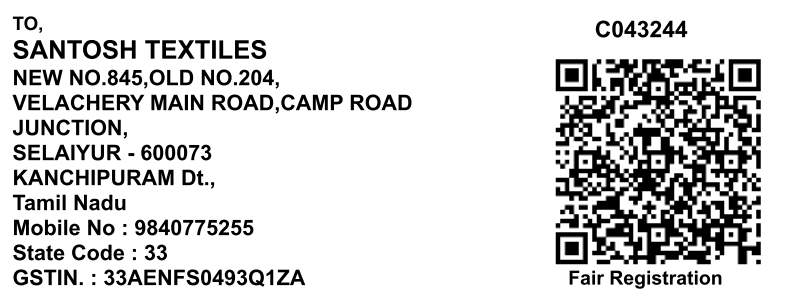 TO,
SANTOSH TEXTILES
NEW NO.845,OLD NO.204,
VELACHERY MAIN ROAD,CAMP ROAD
JUNCTION,
SELAIYUR - 600073
KANCHIPURAM Dt.,
Tamil Nadu
Mobile No : 9840775255
State Code : 33
GSTIN. : 33AENFS0493Q1ZA
C043244
Fair Registration